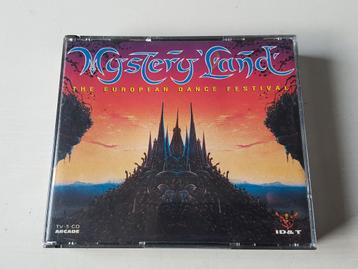 Mystery Land
THE EUROPEAN DANCE FESTIVAL
TV-3-CD
ARCADE
ID&T